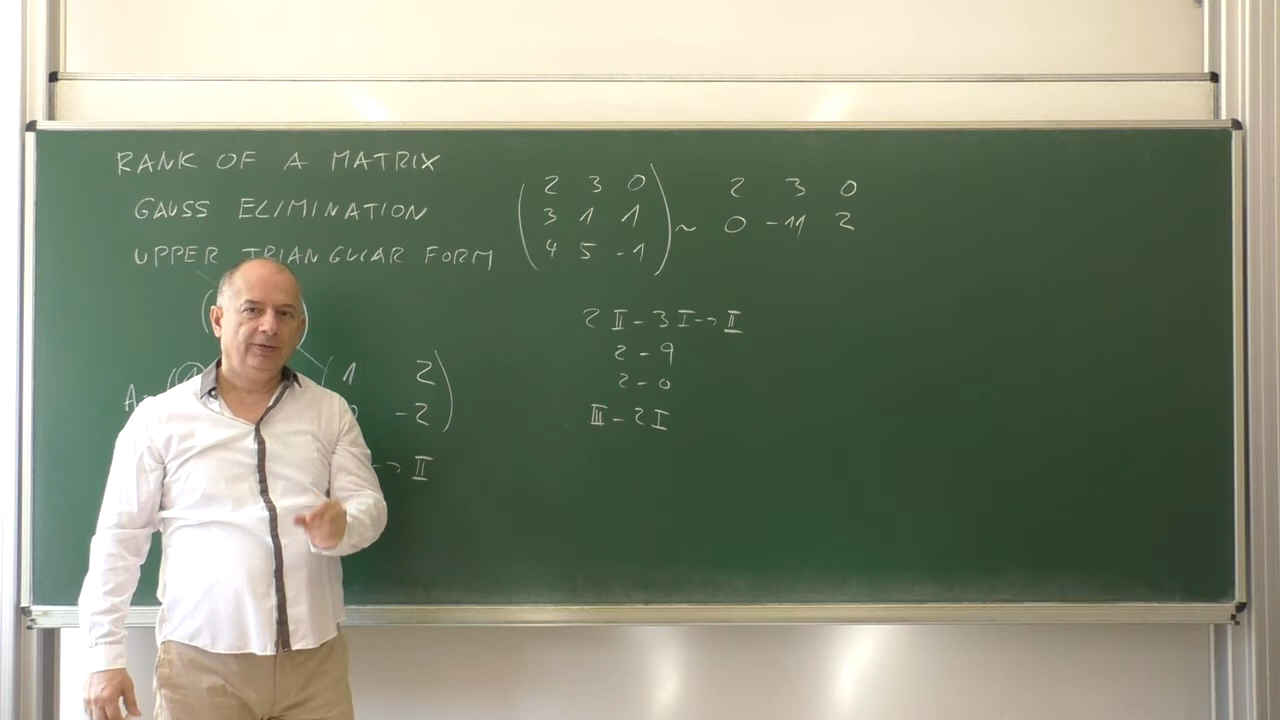 RANK OF A MATRIX
GAUSS ELIMINATION
UPPER TRIANGULAR FORM
A = ( 1 1 2 )
-2 )
→ II
( 2 3 0
3 1 1
4 5 -1 ) ~
2 3 0
0 -11 2
2 II - 3 I → II
2 - 9
2 - 0
III - 2 I